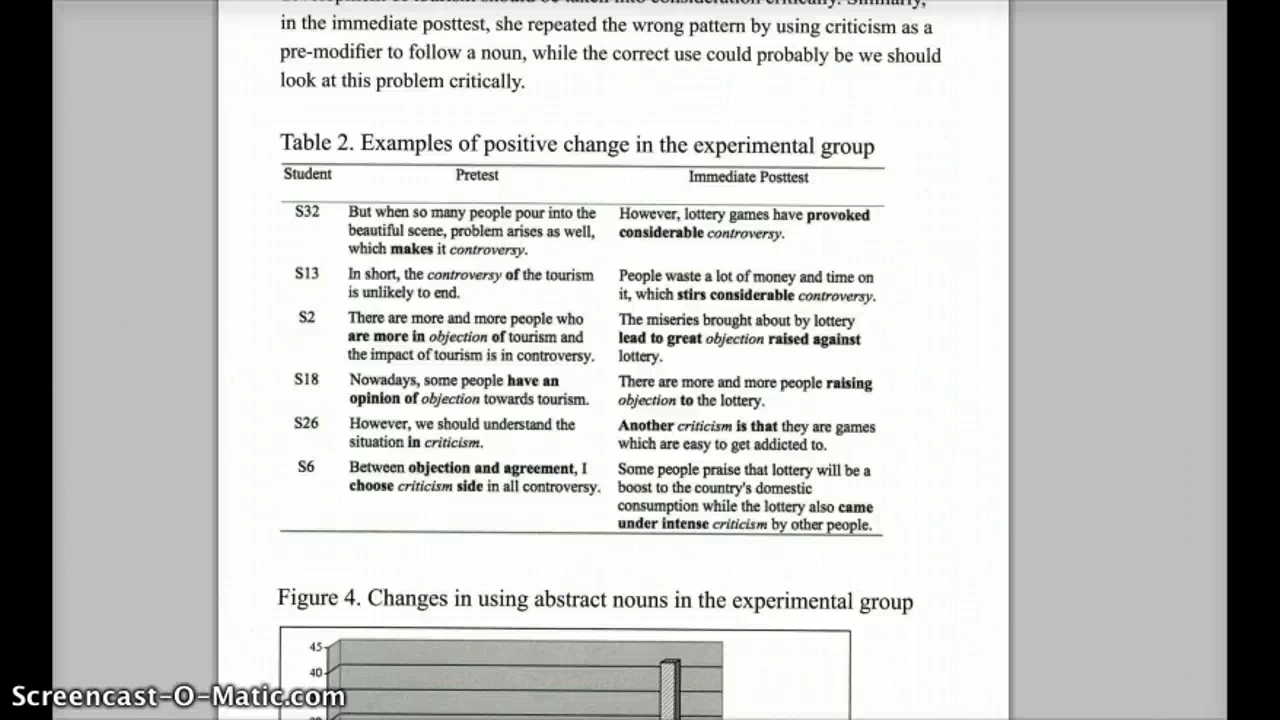 in the immediate posttest, she repeated the wrong pattern by using criticism as a
pre-modifier to follow a noun, while the correct use could probably be we should
look at this problem critically.
Table 2. Examples of positive change in the experimental group
Student Pretest Immediate Posttest
S32 But when so many people pour into the However, lottery games have provoked
beautiful scene, problem arises as well, considerable controversy.
which makes it controversy.
S13 In short, the controversy of the tourism People waste a lot of money and time on
is unlikely to end. it, which stirs considerable controversy.
S2 There are more and more people who The miseries brought about by lottery
are more in objection of tourism and lead to great objection raised against
the impact of tourism is in controversy. lottery.
S18 Nowadays, some people have an There are more and more people raising
opinion of objection towards tourism. objection to the lottery.
S26 However, we should understand the Another criticism is that they are games
situation in criticism. which are easy to get addicted to.
S6 Between objection and agreement, I Some people praise that lottery will be a
choose criticism side in all controversy. boost to the country's domestic
consumption while the lottery also came
under intense criticism by other people.
Figure 4. Changes in using abstract nouns in the experimental group
45
40
Screencast-O-Matic.com